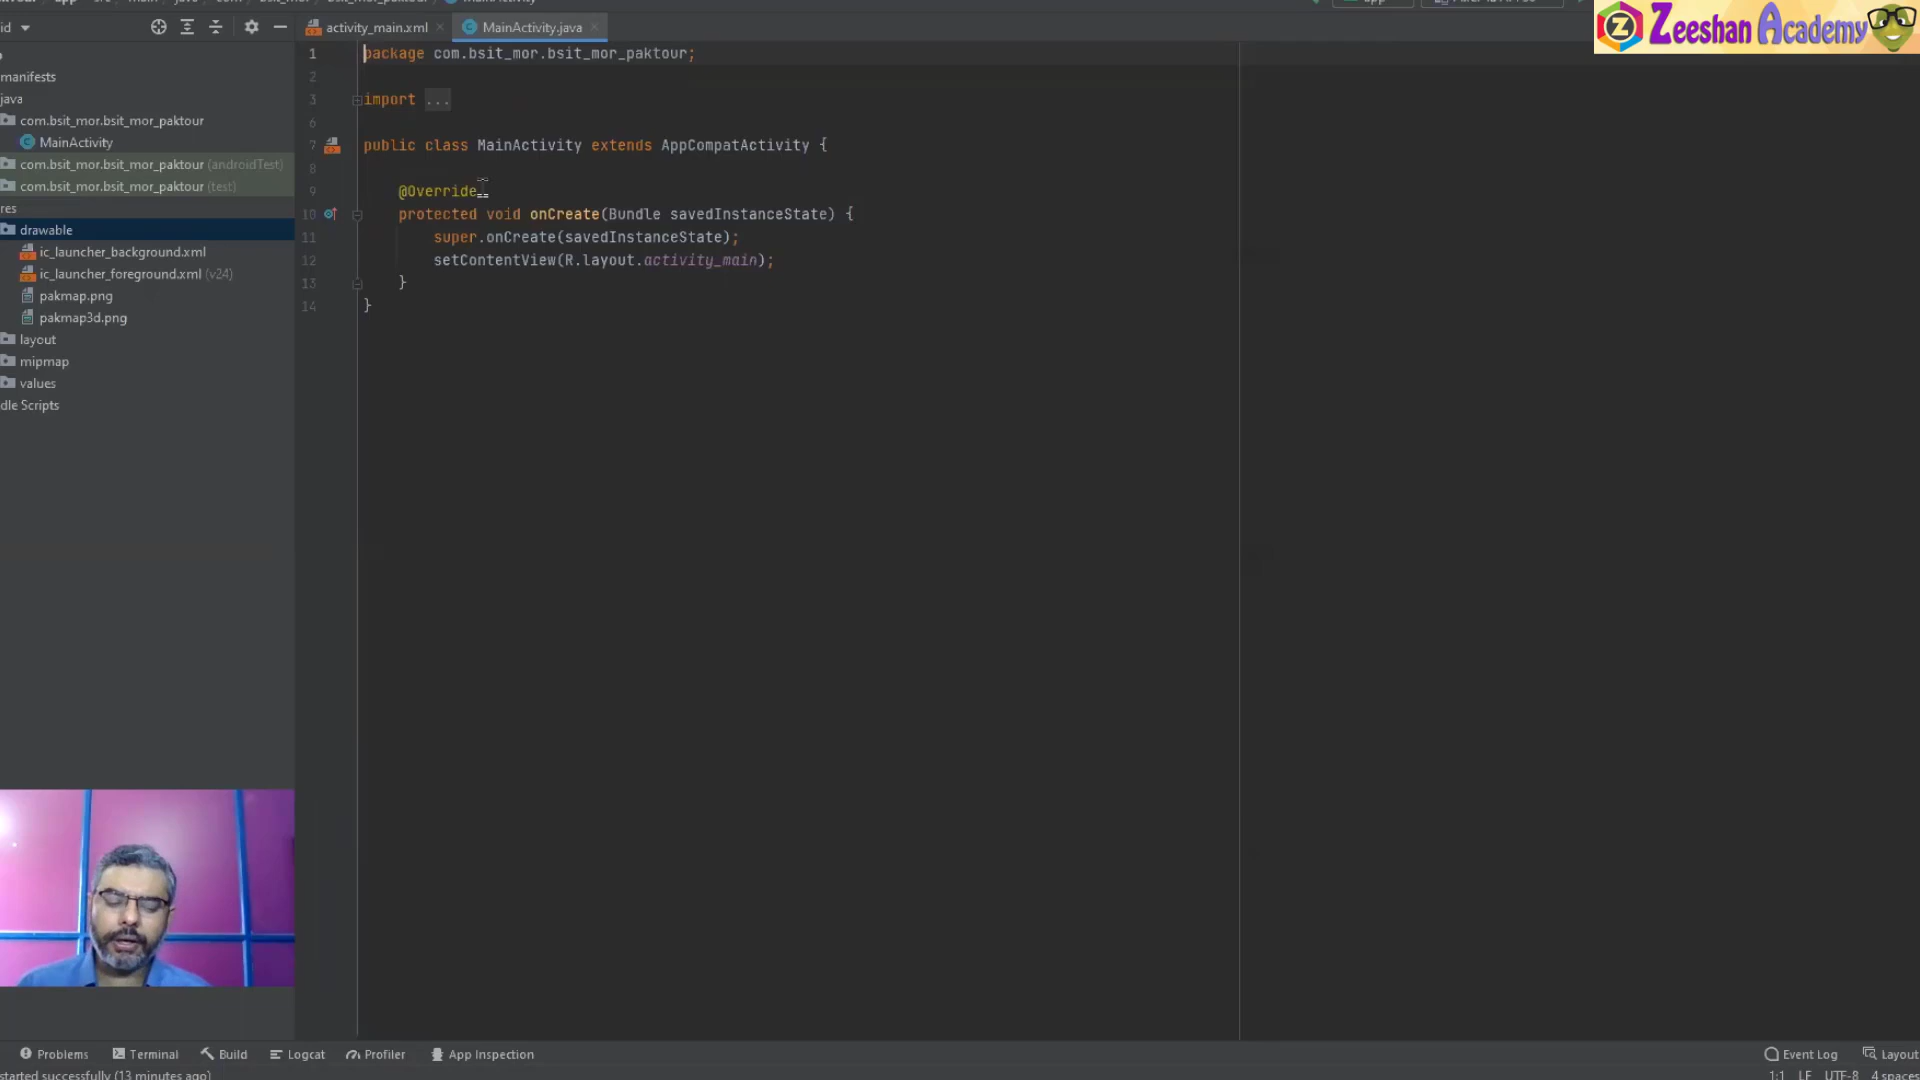 app
id
activity_main.xml
MainActivity.java
Zeeshan Academy
manifests
java
com.bsit_mor.bsit_mor_paktour
MainActivity
com.bsit_mor.bsit_mor_paktour (androidTest)
com.bsit_mor.bsit_mor_paktour (test)
res
drawable
ic_launcher_background.xml
ic_launcher_foreground.xml (v24)
pakmap.png
pakmap3d.png
layout
mipmap
values
dle Scripts
1 package com.bsit_mor.bsit_mor_paktour;
2
3 import ...
6
7 public class MainActivity extends AppCompatActivity {
8
9 @Override
10 protected void onCreate(Bundle savedInstanceState) {
11 super.onCreate(savedInstanceState);
12 setContentView(R.layout.activity_main);
13 }
14 }
Problems Terminal Build Logcat Profiler App Inspection Event Log Layout
started successfully (13 minutes ago) 1:1 LF UTF-8 4 spaces